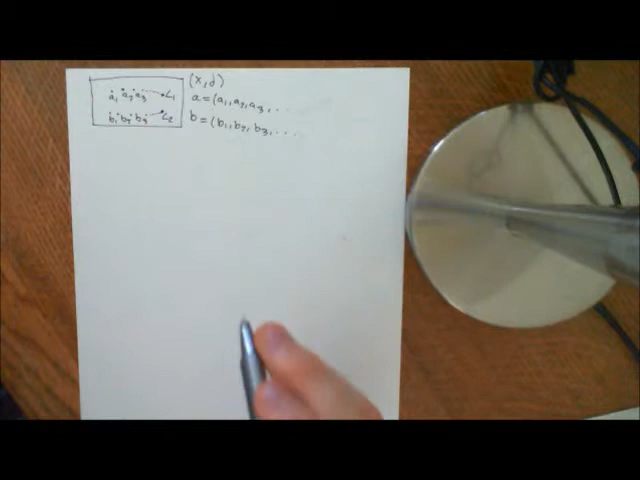 (X,d)
a₁ a₂ a₃ L₁
a=(a₁,a₂,a₃,...
b₁ b₂ b₃ L₂
b=(b₁,b₂,b₃,...